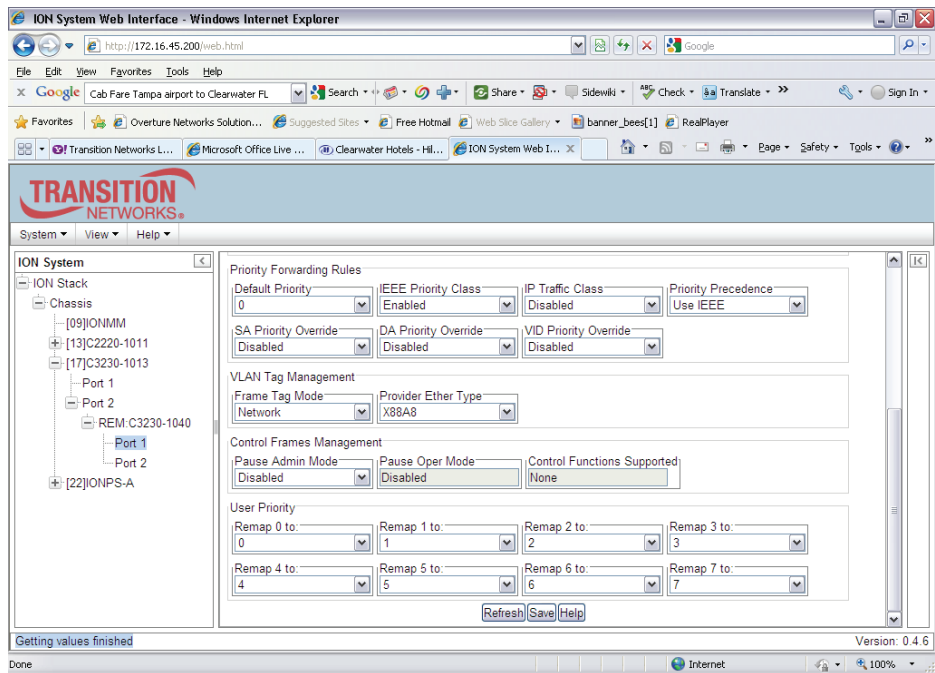 ION System Web Interface - Windows Internet Explorer
http://172.16.45.200/web.html
Google
File Edit View Favorites Tools Help
x Google Cab Fare Tampa airport to Clearwater FL Search Share Sidewiki ABC Check Translate Sign In
Favorites Overture Networks Solution... Suggested Sites Free Hotmail Web Slice Gallery banner_bees[1] RealPlayer
Transition Networks L... Microsoft Office Live ... Clearwater Hotels - Hil... ION System Web I... X Page Safety Tools
TRANSITION
NETWORKS®
System View Help
ION System
ION Stack
Chassis
[09]IONMM
[13]C2220-1011
[17]C3230-1013
Port 1
Port 2
REM:C3230-1040
Port 1
Port 2
[22]IONPS-A
Priority Forwarding Rules
Default Priority IEEE Priority Class IP Traffic Class Priority Precedence
0 Enabled Disabled Use IEEE
SA Priority Override DA Priority Override VID Priority Override
Disabled Disabled Disabled
VLAN Tag Management
Frame Tag Mode Provider Ether Type
Network X88A8
Control Frames Management
Pause Admin Mode Pause Oper Mode Control Functions Supported
Disabled Disabled None
User Priority
Remap 0 to: Remap 1 to: Remap 2 to: Remap 3 to:
0 1 2 3
Remap 4 to: Remap 5 to: Remap 6 to: Remap 7 to:
4 5 6 7
Refresh Save Help
Getting values finished Version: 0.4.6
Done Internet 100%